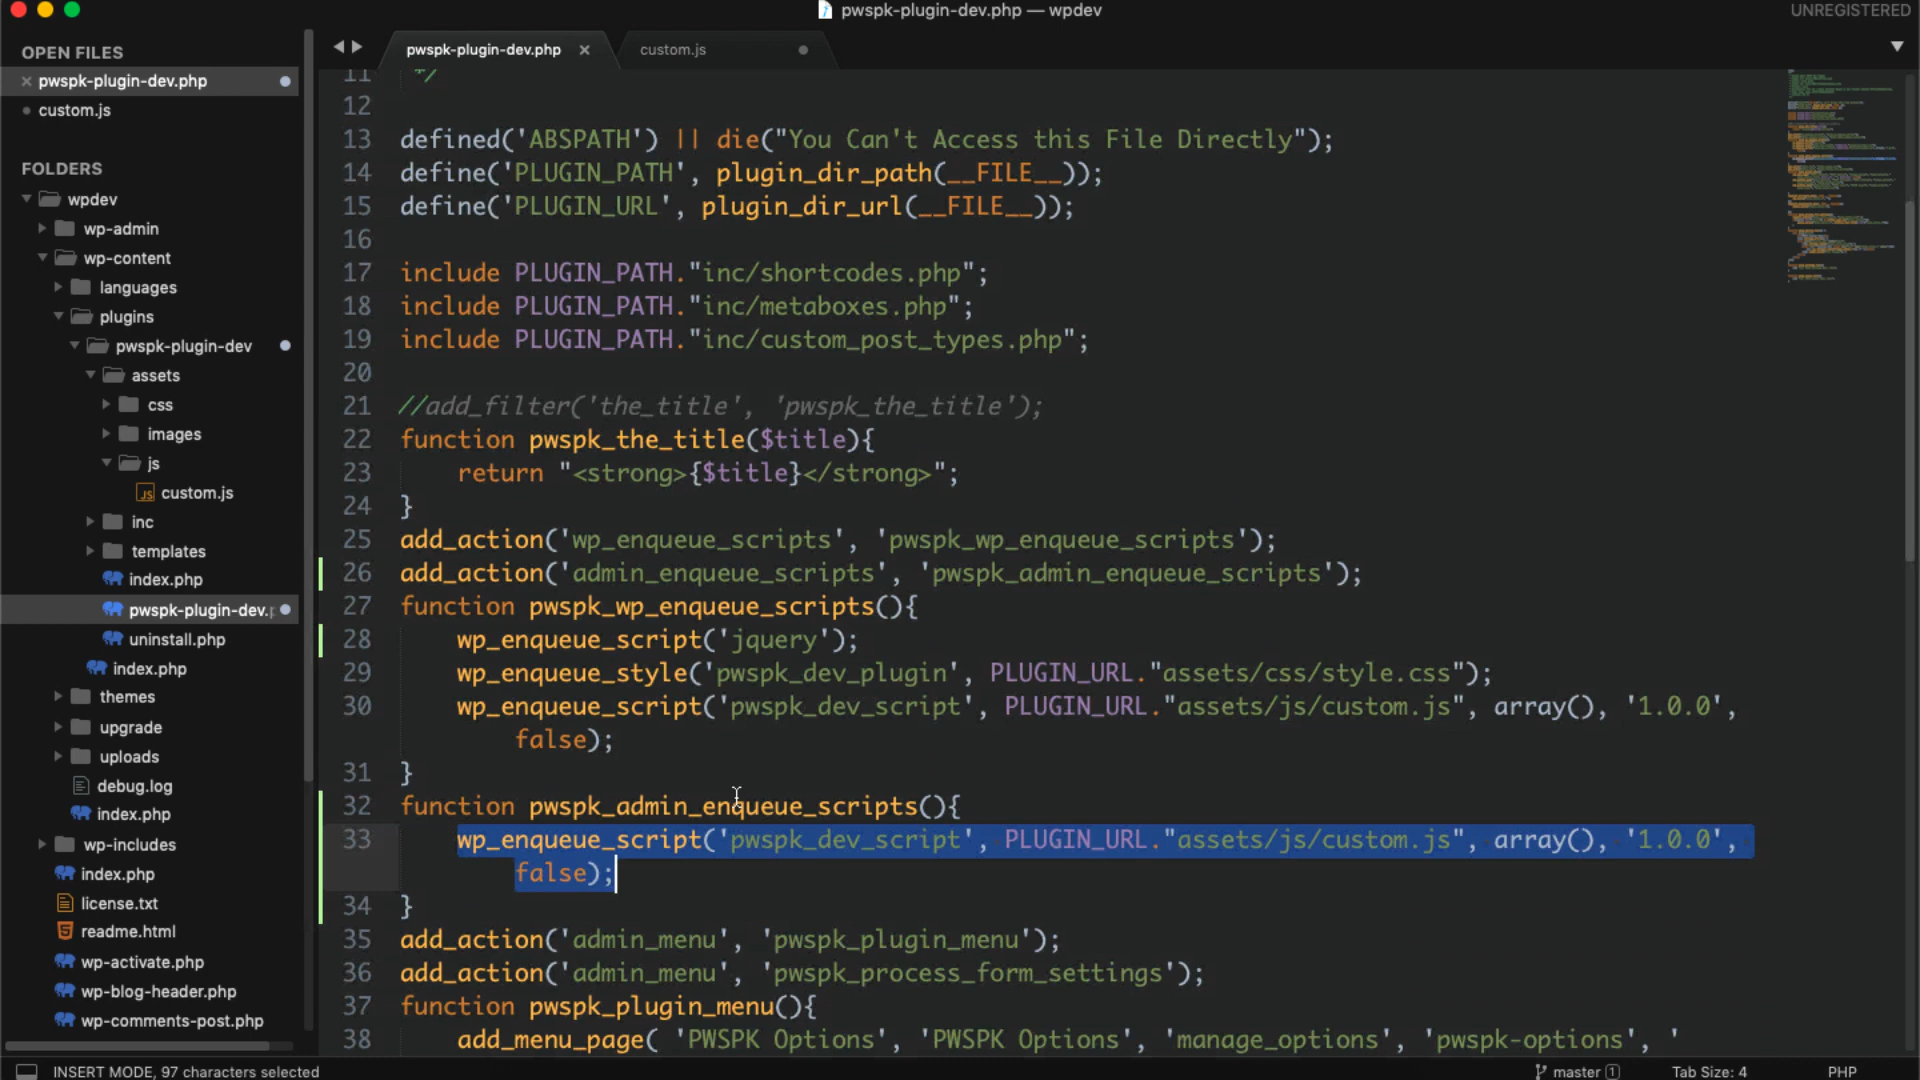 pwspk-plugin-dev.php — wpdev
UNREGISTERED
OPEN FILES
pwspk-plugin-dev.php
custom.js
FOLDERS
wpdev
wp-admin
wp-content
languages
plugins
pwspk-plugin-dev
assets
css
images
js
custom.js
inc
templates
index.php
pwspk-plugin-dev.p
uninstall.php
index.php
themes
upgrade
uploads
debug.log
index.php
wp-includes
index.php
license.txt
readme.html
wp-activate.php
wp-blog-header.php
wp-comments-post.php
pwspk-plugin-dev.php
custom.js
11 */
12
13 defined('ABSPATH') || die("You Can't Access this File Directly");
14 define('PLUGIN_PATH', plugin_dir_path(__FILE__));
15 define('PLUGIN_URL', plugin_dir_url(__FILE__));
16
17 include PLUGIN_PATH."inc/shortcodes.php";
18 include PLUGIN_PATH."inc/metaboxes.php";
19 include PLUGIN_PATH."inc/custom_post_types.php";
20
21 //add_filter('the_title', 'pwspk_the_title');
22 function pwspk_the_title($title){
23 return "<strong>{$title}</strong>";
24 }
25 add_action('wp_enqueue_scripts', 'pwspk_wp_enqueue_scripts');
26 add_action('admin_enqueue_scripts', 'pwspk_admin_enqueue_scripts');
27 function pwspk_wp_enqueue_scripts(){
28 wp_enqueue_script('jquery');
29 wp_enqueue_style('pwspk_dev_plugin', PLUGIN_URL."assets/css/style.css");
30 wp_enqueue_script('pwspk_dev_script', PLUGIN_URL."assets/js/custom.js", array(), '1.0.0',
false);
31 }
32 function pwspk_admin_enqueue_scripts(){
33 wp_enqueue_script('pwspk_dev_script', PLUGIN_URL."assets/js/custom.js", array(), '1.0.0',
false);
34 }
35 add_action('admin_menu', 'pwspk_plugin_menu');
36 add_action('admin_menu', 'pwspk_process_form_settings');
37 function pwspk_plugin_menu(){
38 add_menu_page( 'PWSPK Options', 'PWSPK Options', 'manage_options', 'pwspk-options', '
INSERT MODE, 97 characters selected
master 1
Tab Size: 4
PHP